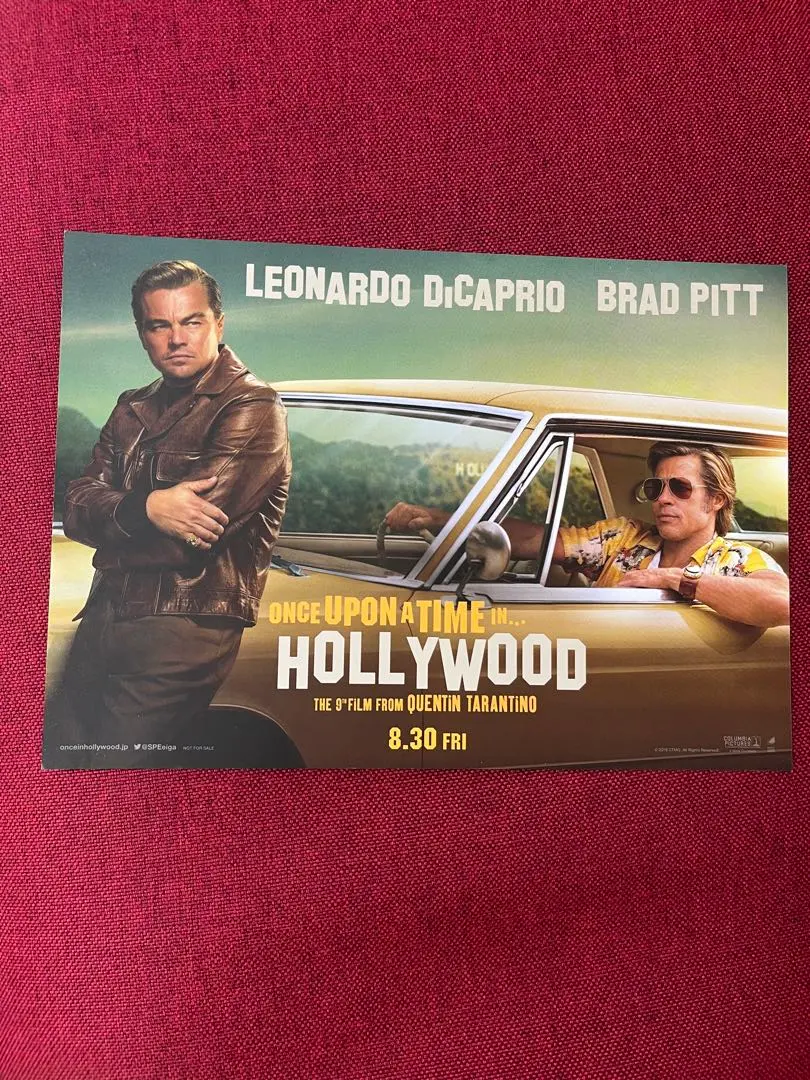 LEONARDO DiCAPRIO BRAD PITT
HOLL
ONCE UPON A TIME IN...
HOLLYWOOD
THE 9TH FILM FROM QUENTIN TARANTINO
8.30 FRI
onceinhollywood.jp @SPEeiga NOT FOR SALE
COLUMBIA
PICTURES